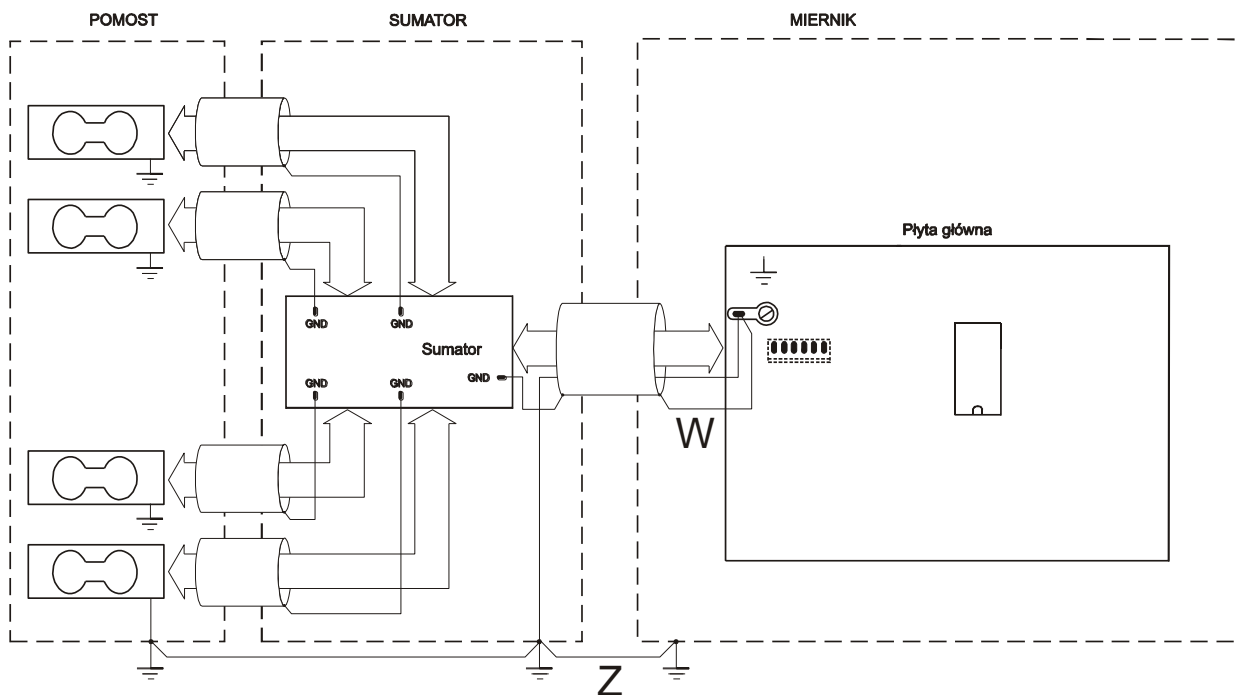 POMOST
SUMATOR
MIERNIK
Płyta główna
GND
GND
Sumator
GND
GND
GND
W
Z